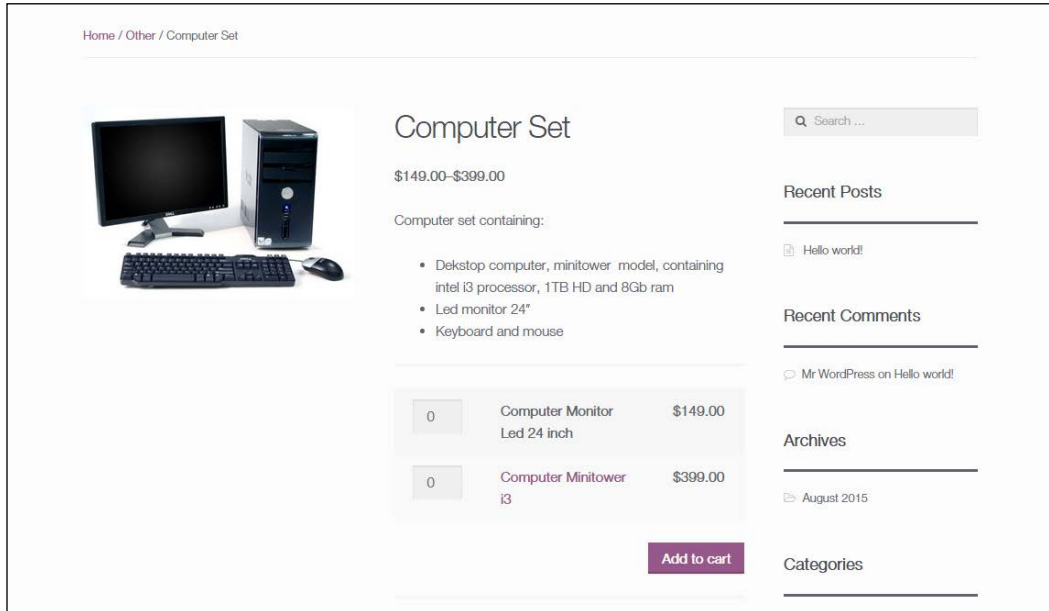 Home / Other / Computer Set
Computer Set
$149.00–$399.00
Computer set containing:
• Dekstop computer, minitower model, containing
intel i3 processor, 1TB HD and 8Gb ram
• Led monitor 24″
• Keyboard and mouse
0 Computer Monitor $149.00
Led 24 inch
0 Computer Minitower $399.00
i3
Add to cart
Search ...
Recent Posts
Hello world!
Recent Comments
Mr WordPress on Hello world!
Archives
August 2015
Categories
DELL